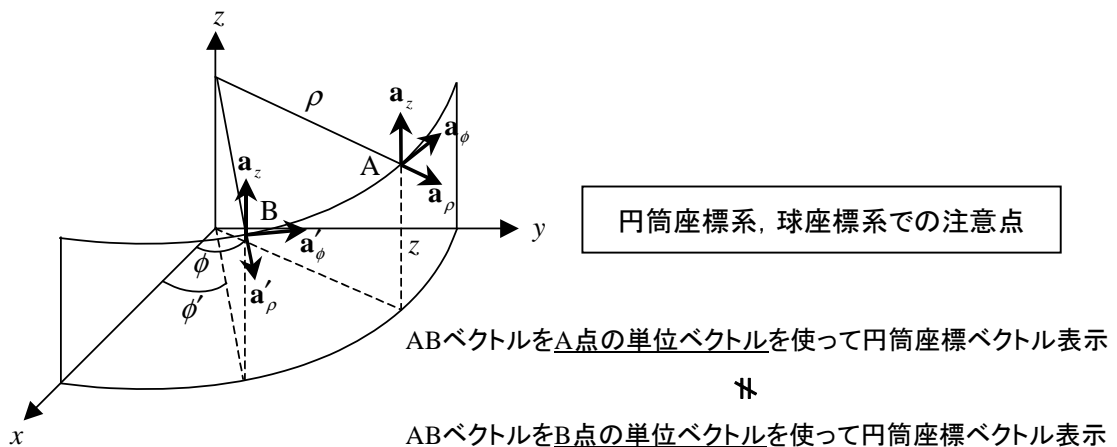 z
ρ
a_z
a_ϕ
A
a_ρ
a_z
B
a′_ϕ
y
z
ϕ
a′_ρ
ϕ′
x
円筒座標系, 球座標系での注意点
ABベクトルをA点の単位ベクトルを使って円筒座標ベクトル表示
∦
ABベクトルをB点の単位ベクトルを使って円筒座標ベクトル表示